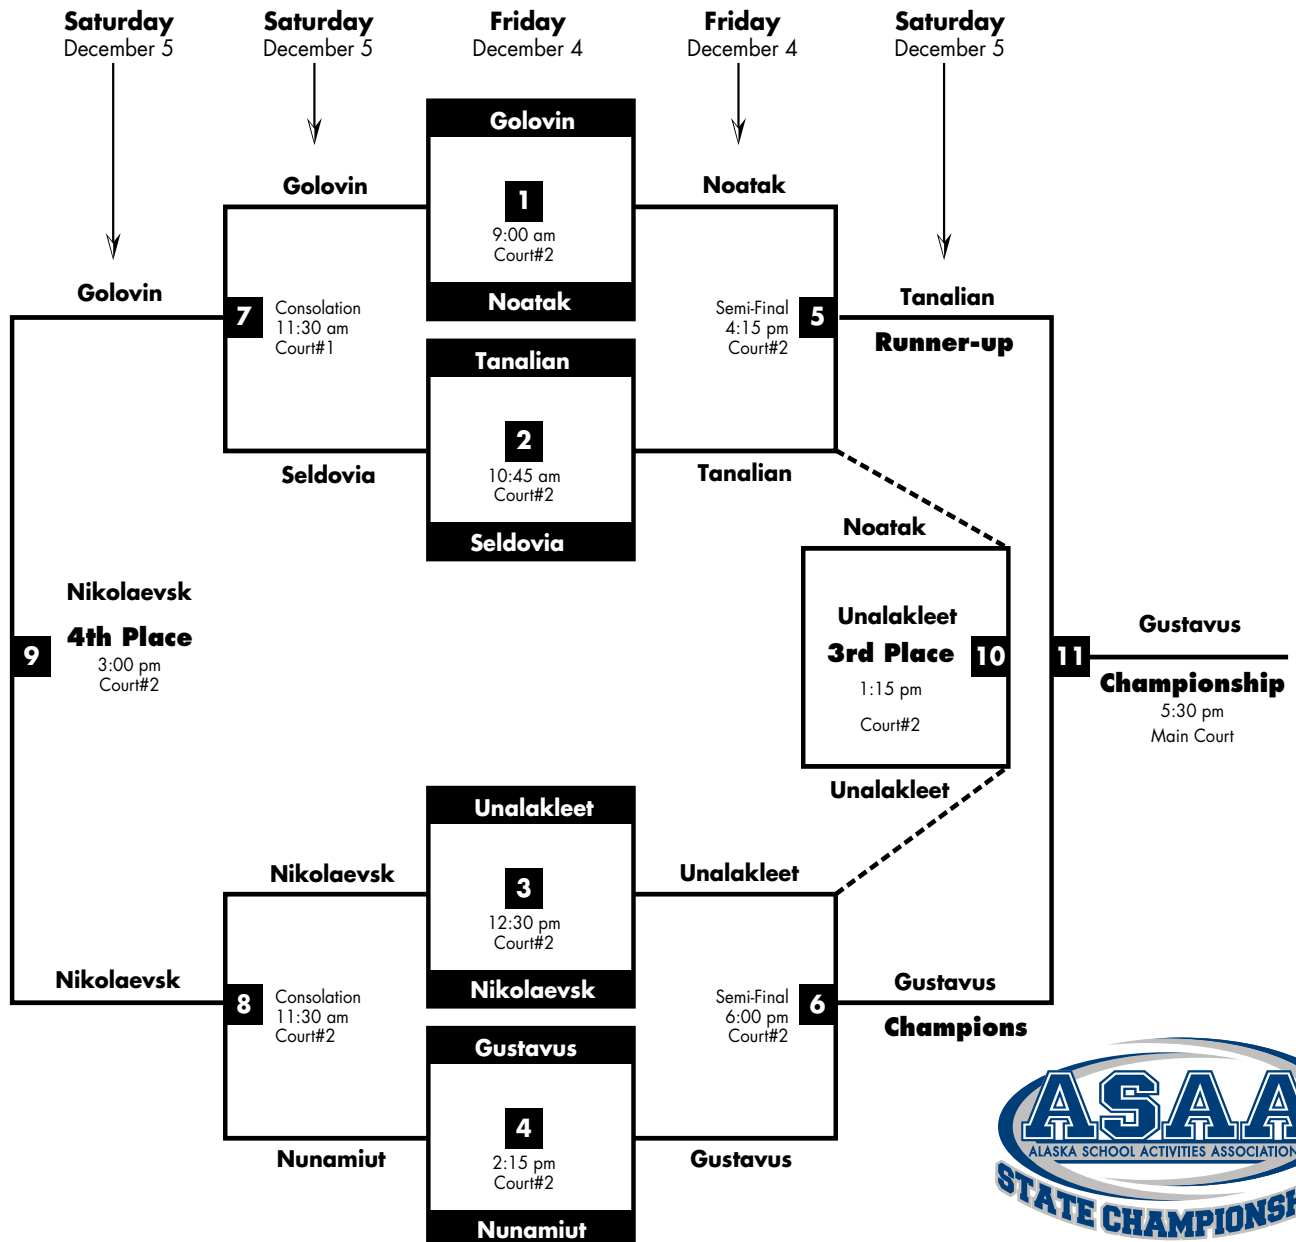 Saturday
December 5
Saturday
December 5
Friday
December 4
Friday
December 4
Saturday
December 5
Golovin
1
9:00 am
Court#2
Noatak
Golovin
Noatak
Golovin
7
Consolation
11:30 am
Court#1
Semi-Final
4:15 pm
Court#2
5
Tanalian
Runner-up
Tanalian
2
10:45 am
Court#2
Seldovia
Seldovia
Tanalian
Noatak
Nikolaevsk
9
4th Place
3:00 pm
Court#2
Unalakleet
3rd Place
10
1:15 pm
Court#2
11
Gustavus
Championship
5:30 pm
Main Court
Unalakleet
Unalakleet
3
12:30 pm
Court#2
Nikolaevsk
Nikolaevsk
Unalakleet
Nikolaevsk
8
Consolation
11:30 am
Court#2
Semi-Final
6:00 pm
Court#2
6
Gustavus
Champions
Gustavus
4
2:15 pm
Court#2
Nunamiut
Nunamiut
Gustavus
ASAA
ALASKA SCHOOL ACTIVITIES ASSOCIATION
STATE